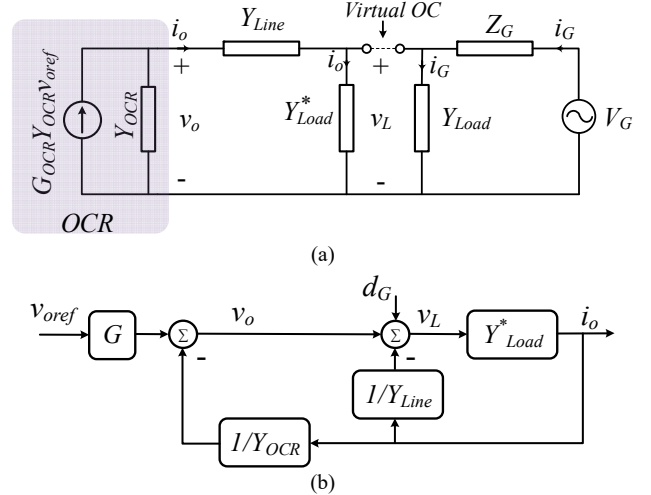 Virtual OC
i_o
Y_Line
Z_G
i_G
+
i_o
+
i_G
G_OCR Y_OCR v_oref
Y_OCR
v_o
Y*_Load
v_L
Y_Load
V_G
-
-
OCR
(a)
d_G
v_oref
G
Σ
v_o
Σ
v_L
Y*_Load
i_o
-
-
1/Y_Line
1/Y_OCR
(b)